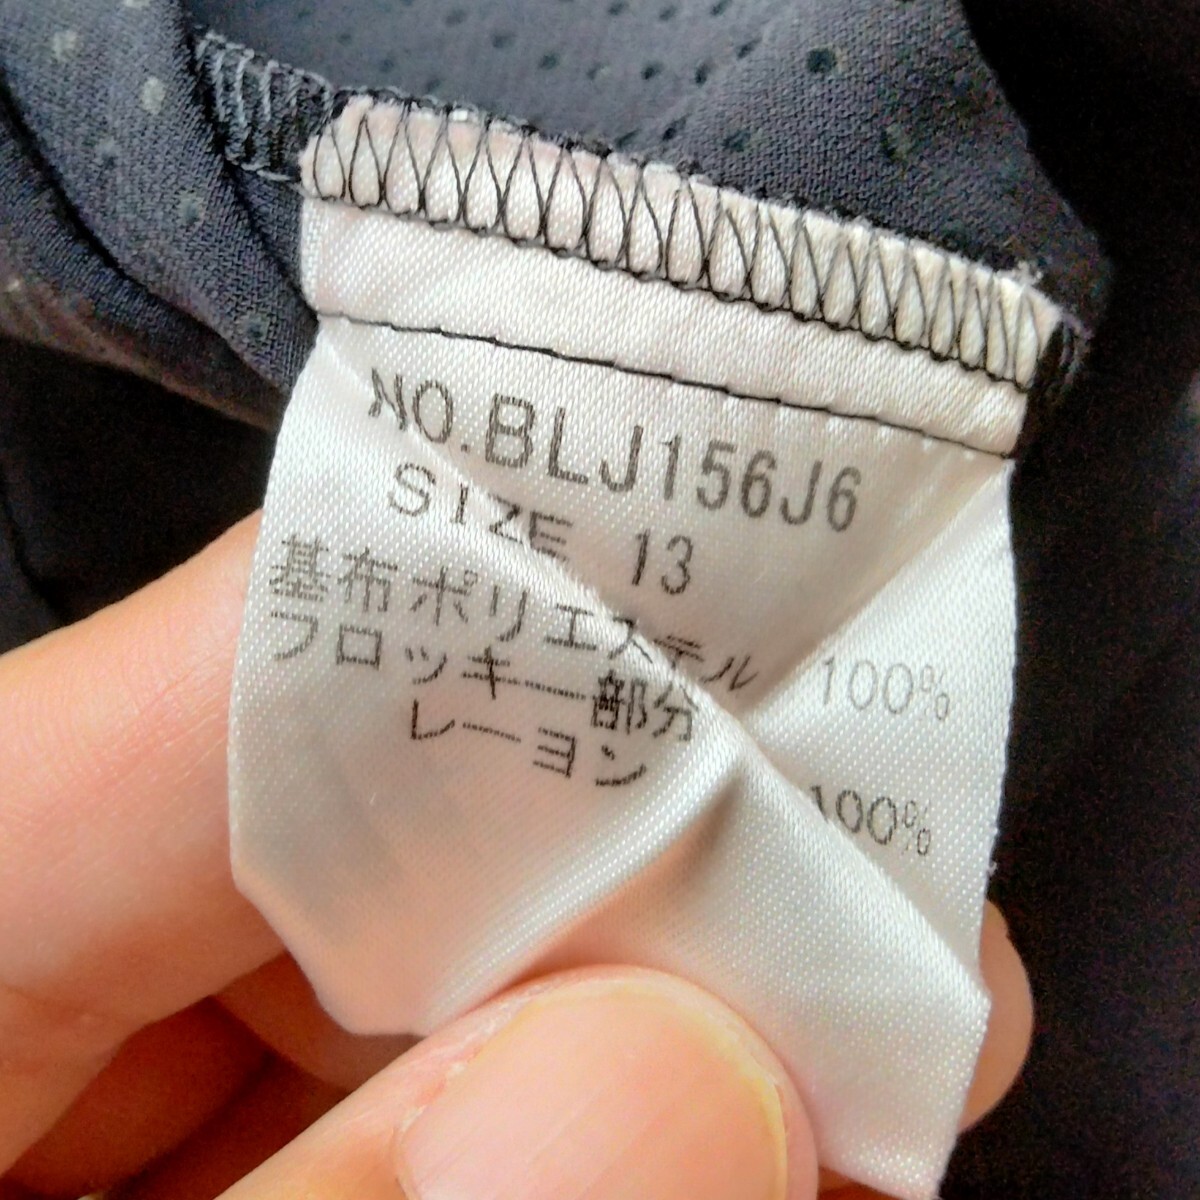 NO.BLJ156J6
SIZE 13
基布ポリエステル 100%
フロッキー部分
レーヨン 100%